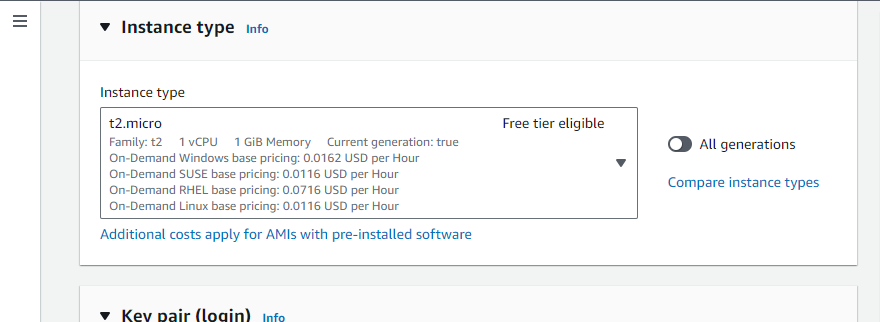 Instance type Info
Instance type
t2.micro Free tier eligible
Family: t2 1 vCPU 1 GiB Memory Current generation: true
On-Demand Windows base pricing: 0.0162 USD per Hour
On-Demand SUSE base pricing: 0.0116 USD per Hour
On-Demand RHEL base pricing: 0.0716 USD per Hour
On-Demand Linux base pricing: 0.0116 USD per Hour
All generations
Compare instance types
Additional costs apply for AMIs with pre-installed software
Key pair (login) Info